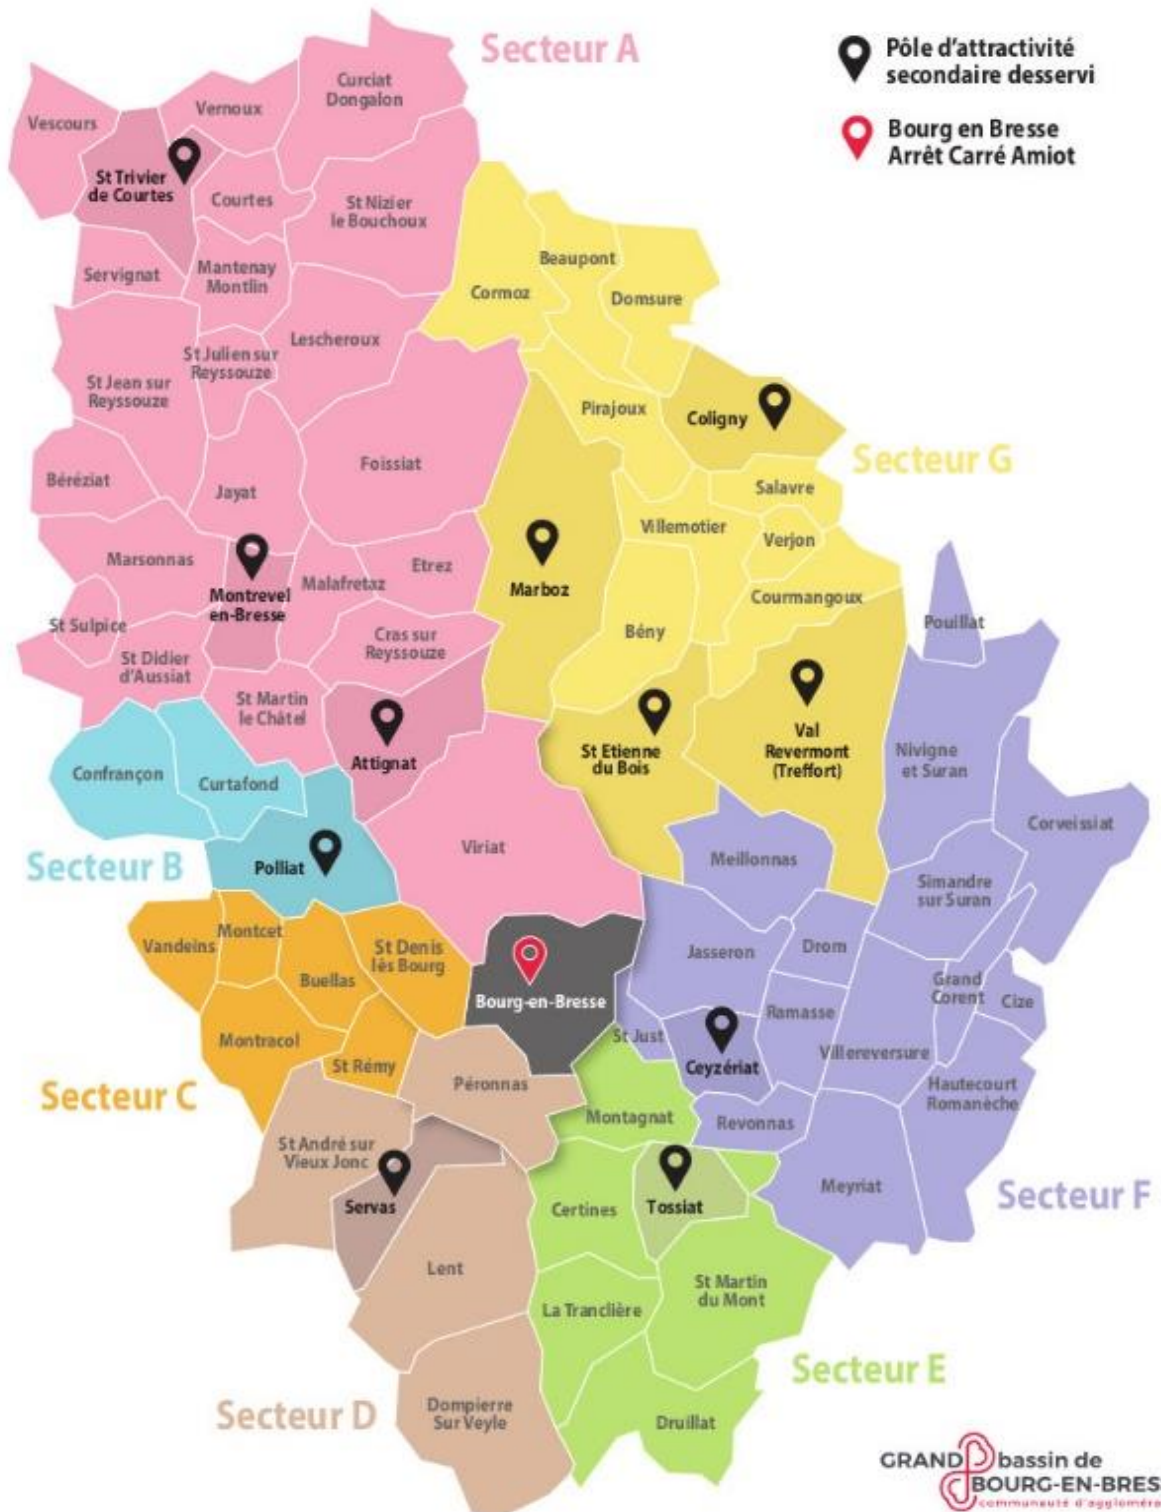 Secteur A
Pôle d'attractivité
secondaire desservi
Bourg en Bresse
Arrêt Carré Amiot
Curciat
Dongalon
Vernoux
Vescours
St Trivier
de Courtes
Courtes
St Nizier
le Bouchoux
Servignat
Mantenay
Montlin
Beaupont
Cormoz
Domsure
Lescheroux
St Julien sur
Reyssouze
St Jean sur
Reyssouze
Pirajoux
Coligny
Secteur G
Foissiat
Béréziat
Jayat
Salavre
Villemotier
Verjon
Marsonnas
Etrez
Malafretaz
Montrevel
en-Bresse
Marboz
Courmangoux
St Sulpice
Cras sur
Reyssouze
Bény
Pouillat
St Didier
d'Aussiat
St Martin
le Châtel
Attignat
St Etienne
du Bois
Val
Revermont
(Treffort)
Nivigne
et Suran
Confrançon
Curtafond
Corveissiat
Secteur B
Polliat
Viriat
Meillonnas
Simandre
sur Suran
Vandeins
Montcet
Buellas
St Denis
lès Bourg
Jasseron
Drom
Grand
Corent
Cize
Bourg-en-Bresse
Ramasse
Montracol
St Rémy
St Just
Ceyzériat
Villereversure
Secteur C
Péronnas
Hautecourt
Romanèche
Montagnat
Revonnas
St André sur
Vieux Jonc
Servas
Certines
Tossiat
Meyriat
Secteur F
Lent
St Martin
du Mont
La Tranclière
Secteur E
Secteur D
Dompierre
Sur Veyle
Druillat
GRAND bassin de
BOURG-EN-BRES
communauté d'agglomér